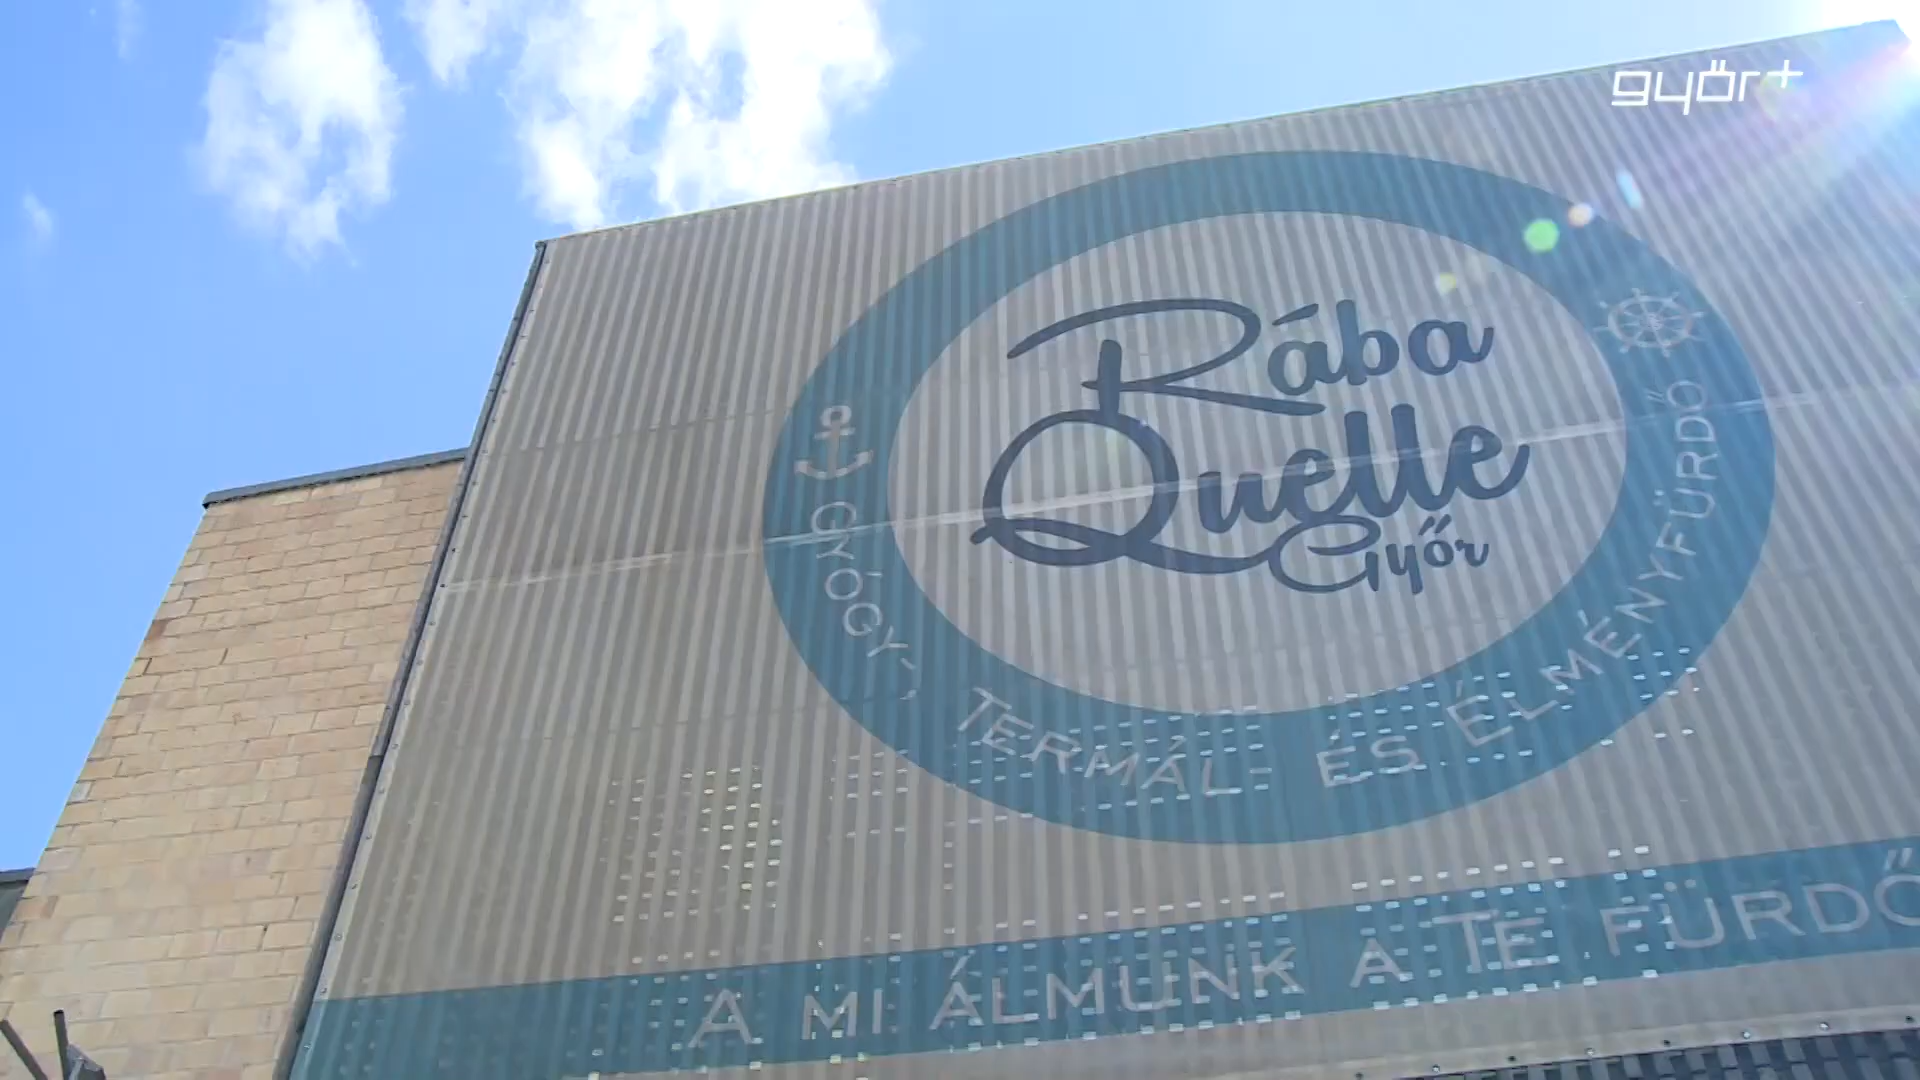 győr+
Rába
Quelle
Győr
GYÓGY-, TERMÁL- ÉS ÉLMÉNYFÜRDŐ
A MI ÁLMUNK A TE FÜRDŐ